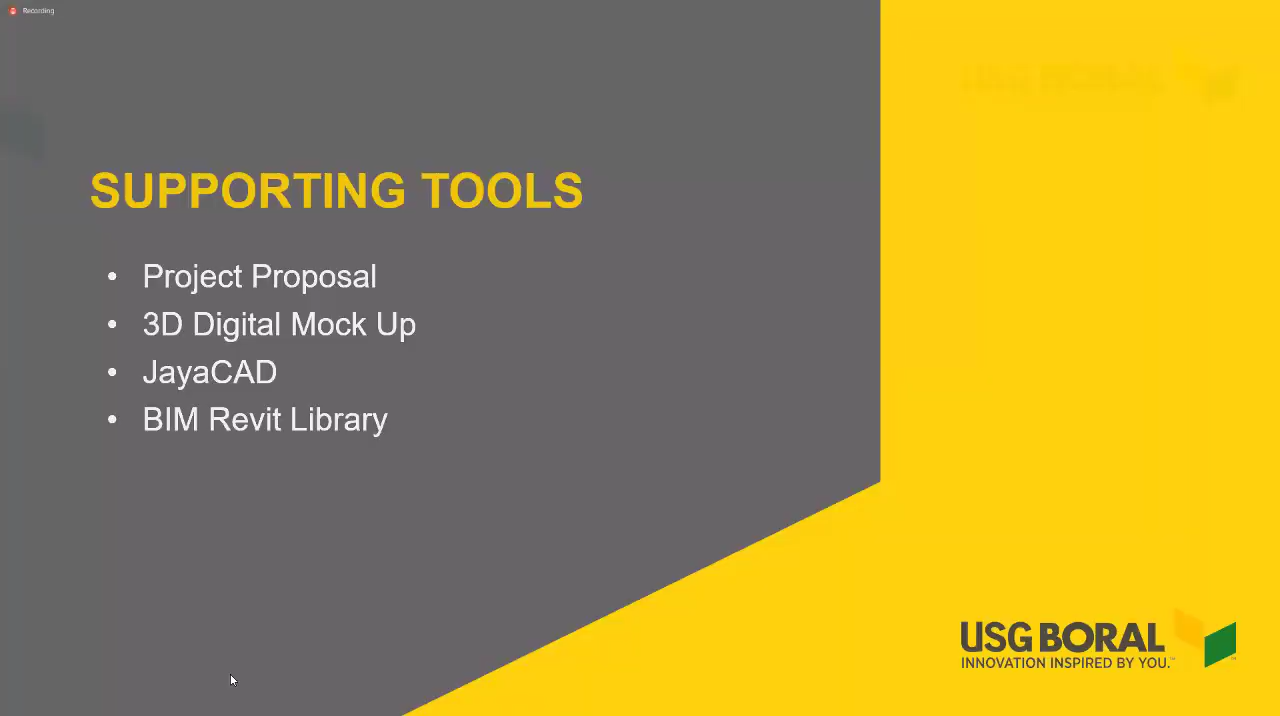 Recording
SUPPORTING TOOLS
• Project Proposal
• 3D Digital Mock Up
• JayaCAD
• BIM Revit Library
USG BORAL
INNOVATION INSPIRED BY YOU.™